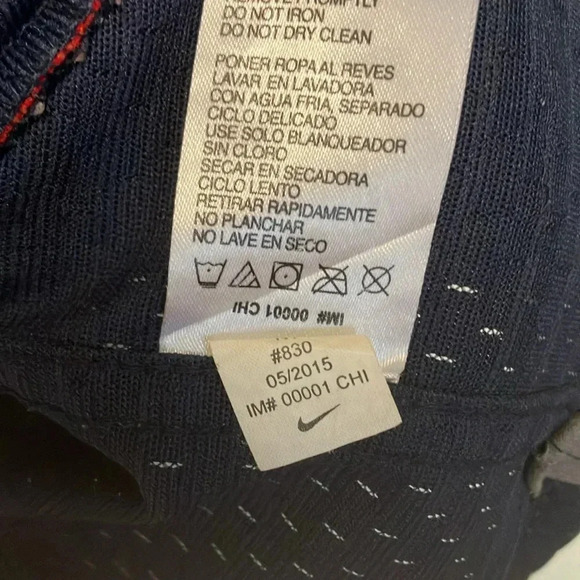 REMOVE PROMPTLY
DO NOT IRON
DO NOT DRY CLEAN
PONER ROPA AL REVES
LAVAR EN LAVADORA
CON AGUA FRIA, SEPARADO
CICLO DELICADO
USE SOLO BLANQUEADOR
SIN CLORO
SECAR EN SECADORA
CICLO LENTO
RETIRAR RAPIDAMENTE
NO PLANCHAR
NO LAVE EN SECO
IM# 00001 CHI
#830
05/2015
IM# 00001 CHI